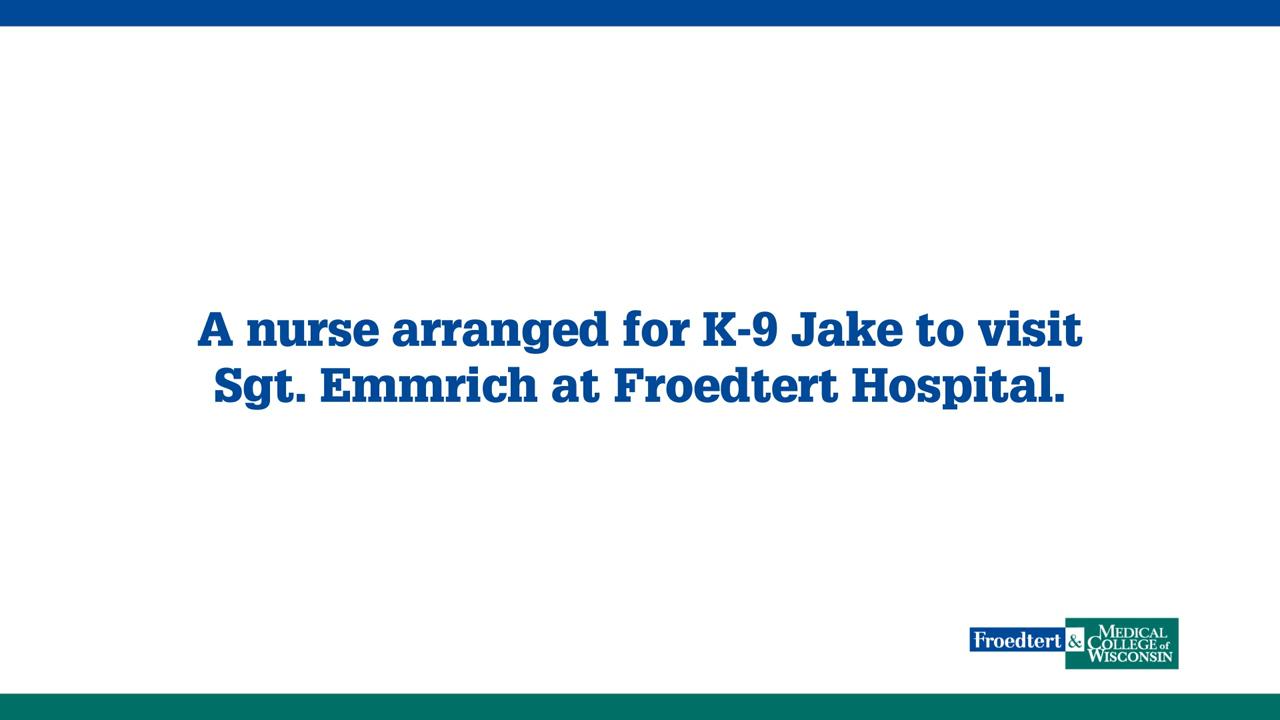 A nurse arranged for K-9 Jake to visit
Sgt. Emmrich at Froedtert Hospital.
Froedtert & MEDICAL
COLLEGE of
WISCONSIN